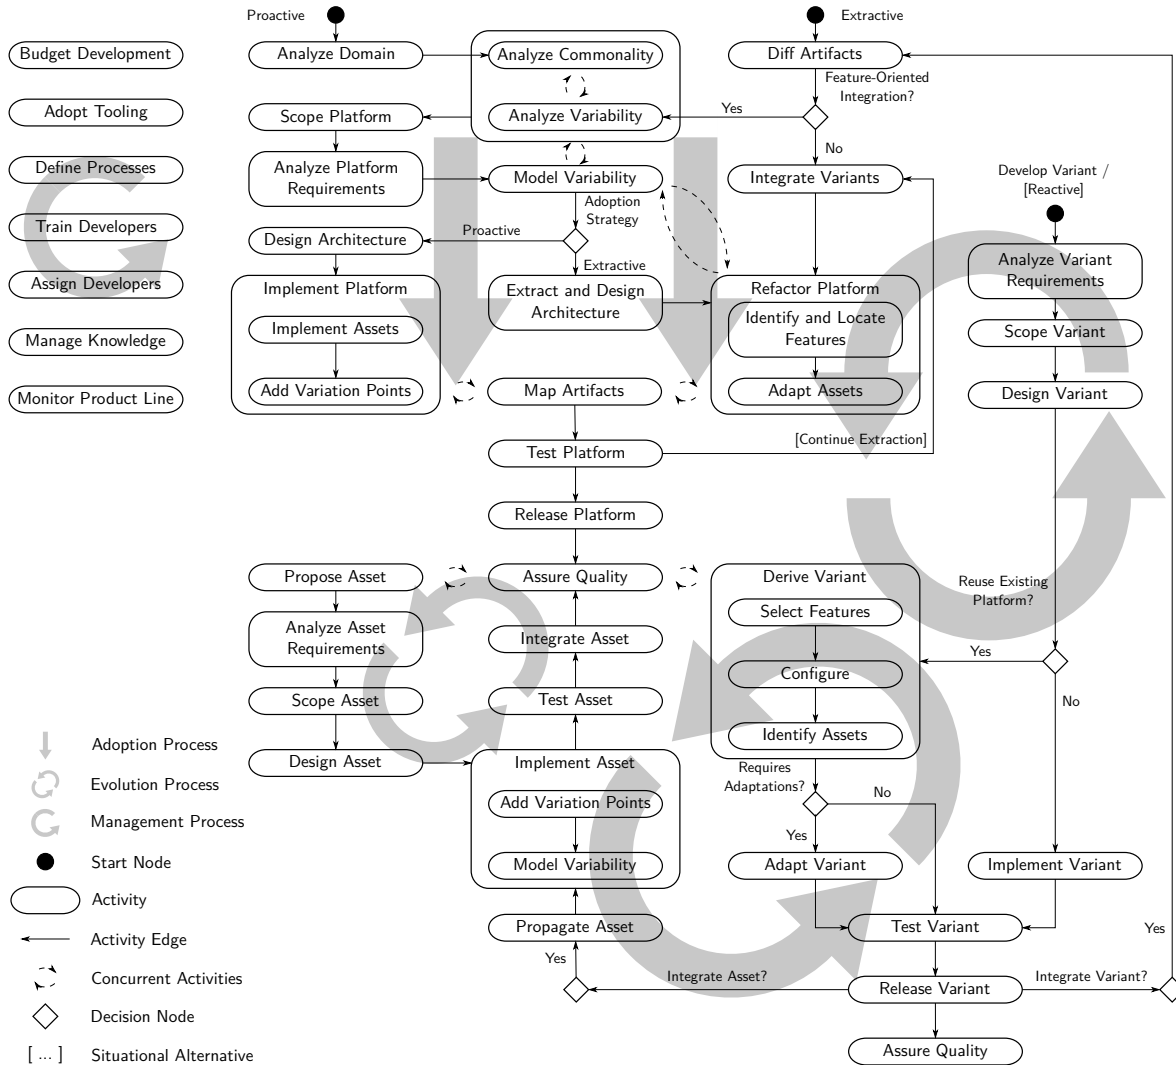 Proactive
Extractive
Budget Development
Analyze Domain
Analyze Commonality
Diff Artifacts
Feature-Oriented
Integration?
Adopt Tooling
Scope Platform
Analyze Variability
Yes
No
Define Processes
Analyze Platform
Requirements
Model Variability
Integrate Variants
Develop Variant /
[Reactive]
Adoption
Strategy
Train Developers
Design Architecture
Proactive
Extractive
Analyze Variant
Requirements
Assign Developers
Implement Platform
Extract and Design
Architecture
Refactor Platform
Implement Assets
Identify and Locate
Features
Scope Variant
Manage Knowledge
Add Variation Points
Map Artifacts
Adapt Assets
Design Variant
Monitor Product Line
[Continue Extraction]
Test Platform
Release Platform
Propose Asset
Assure Quality
Derive Variant
Reuse Existing
Platform?
Select Features
Analyze Asset
Requirements
Integrate Asset
Yes
Configure
No
Scope Asset
Test Asset
Identify Assets
Adoption Process
Design Asset
Implement Asset
Requires
Adaptations?
Evolution Process
No
Add Variation Points
Management Process
Yes
Start Node
Model Variability
Adapt Variant
Implement Variant
Activity
Propagate Asset
Test Variant
Yes
Activity Edge
Yes
Integrate Asset?
Integrate Variant?
Concurrent Activities
Release Variant
Decision Node
[ ... ]
Situational Alternative
Assure Quality